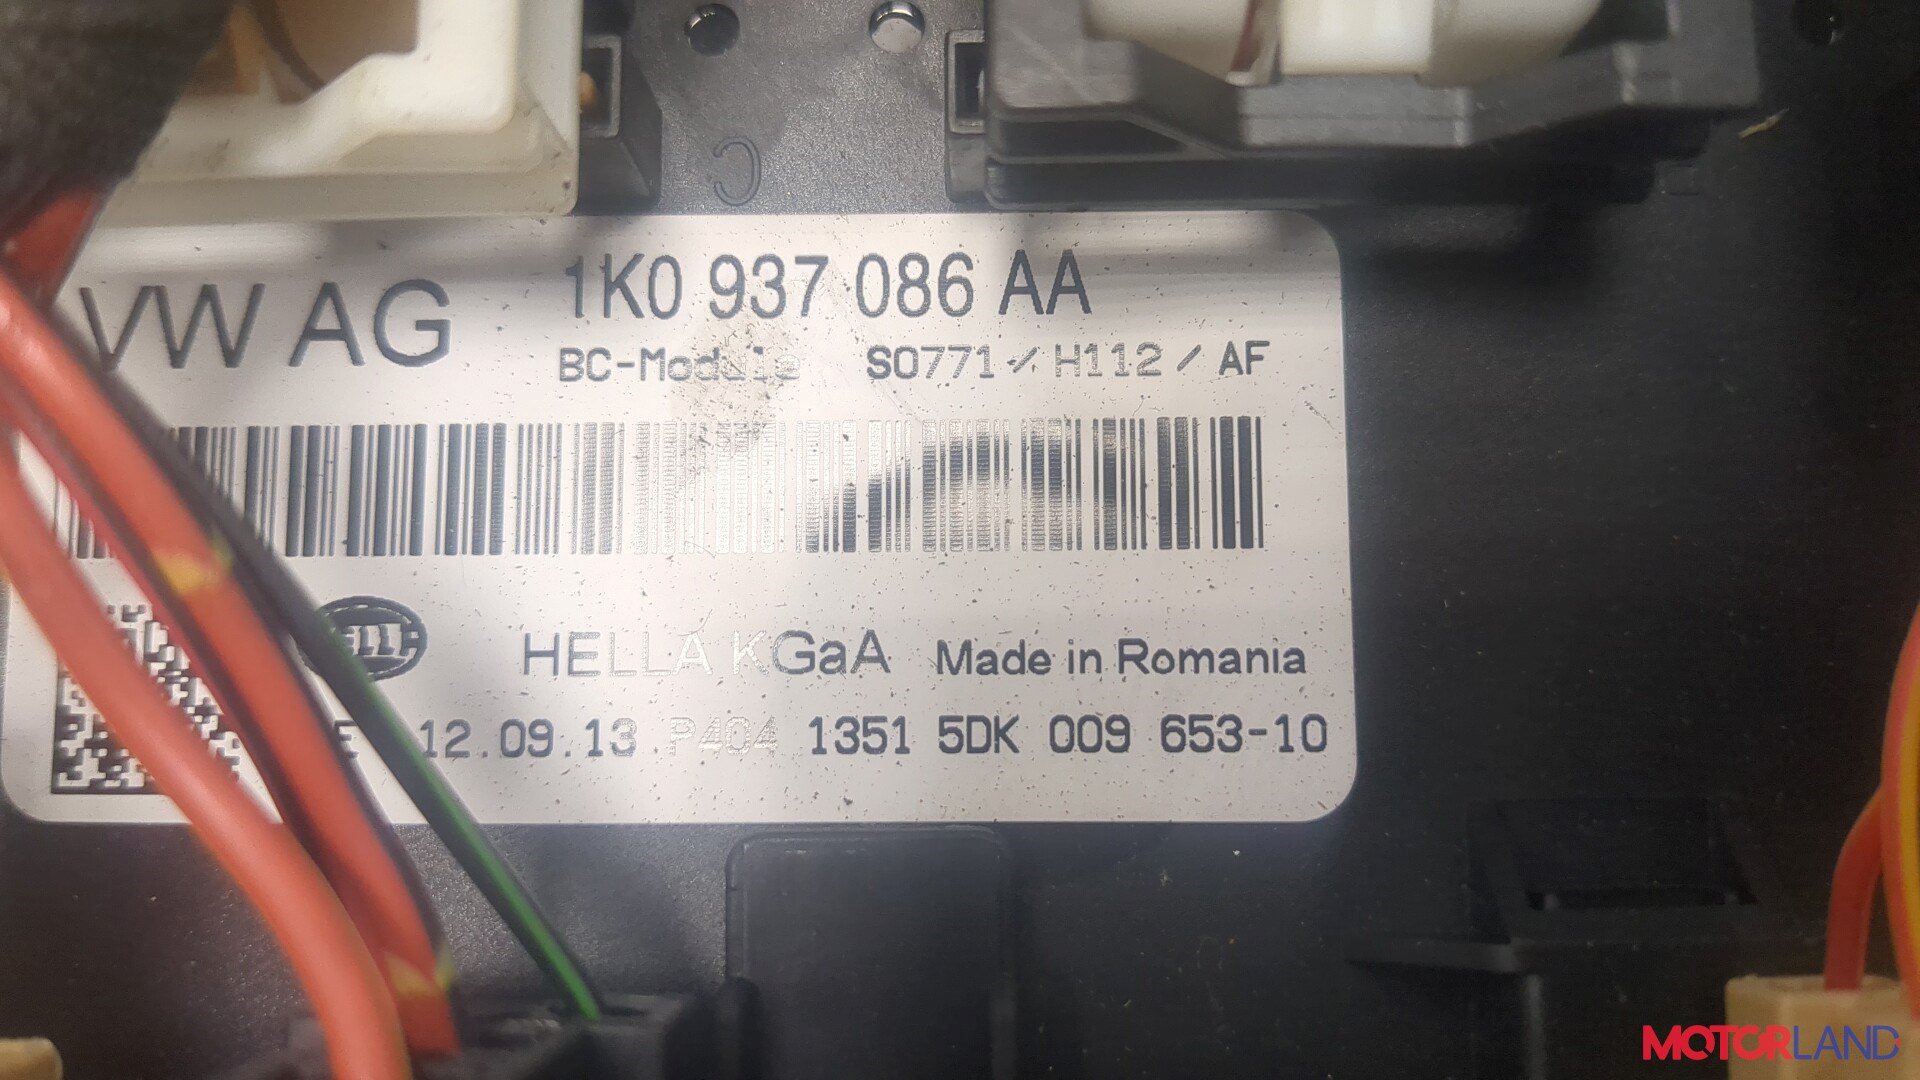 C
VW AG 1K0 937 086 AA
BC-Module S0771 / H112 / AF
HELLA HELLA KGaA Made in Romania
E 12.09.13 P404 1351 5DK 009 653-10
MOTORLAND